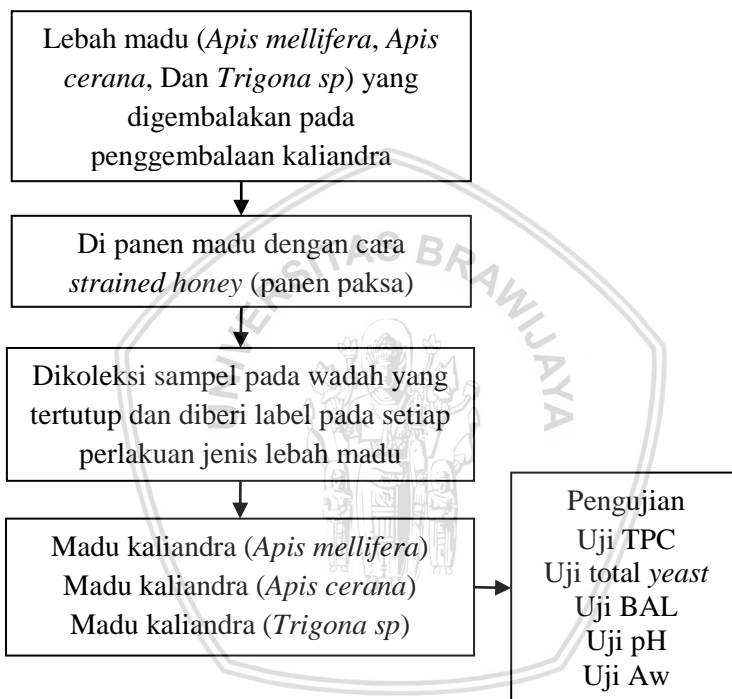 Lebah madu (Apis mellifera, Apis
cerana, Dan Trigona sp) yang
digembalakan pada
penggembalaan kaliandra
Di panen madu dengan cara
strained honey (panen paksa)
Dikoleksi sampel pada wadah yang
tertutup dan diberi label pada setiap
perlakuan jenis lebah madu
Madu kaliandra (Apis mellifera)
Madu kaliandra (Apis cerana)
Madu kaliandra (Trigona sp)
Pengujian
Uji TPC
Uji total yeast
Uji BAL
Uji pH
Uji Aw
UNIVERSITAS BRAWIJAYA